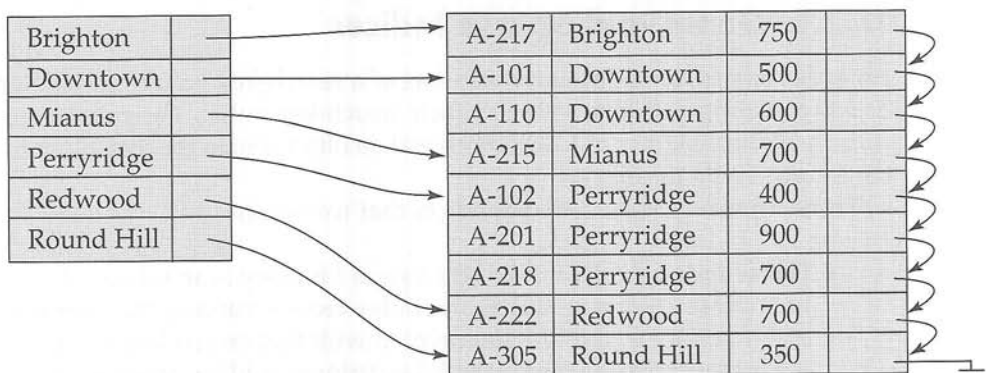 Brighton
Downtown
Mianus
Perryridge
Redwood
Round Hill
A-217 Brighton 750
A-101 Downtown 500
A-110 Downtown 600
A-215 Mianus 700
A-102 Perryridge 400
A-201 Perryridge 900
A-218 Perryridge 700
A-222 Redwood 700
A-305 Round Hill 350